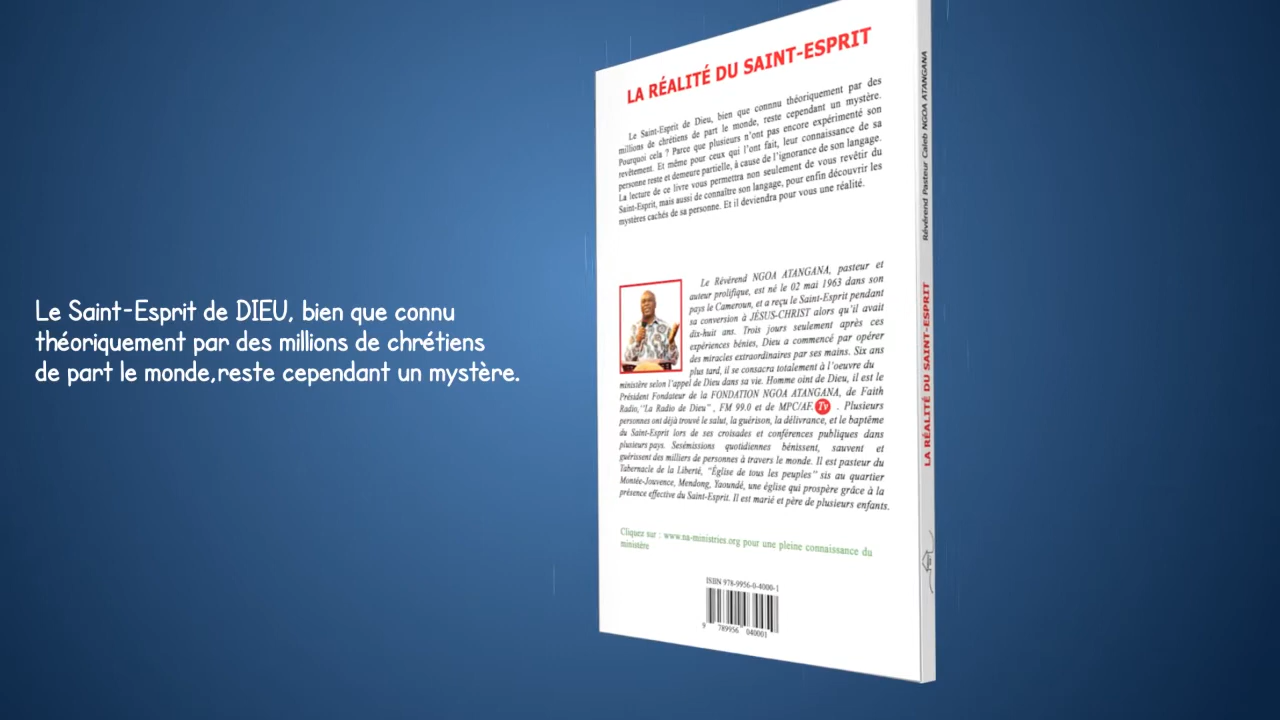 Le Saint-Esprit de DIEU, bien que connu
théoriquement par des millions de chrétiens
de part le monde,reste cependant un mystère.
LA RÉALITÉ DU SAINT-ESPRIT
Le Saint-Esprit de Dieu, bien que connnu théoriquement par des
millions de chrétiens de part le monde, reste cependant un mystère.
Pourquoi cela ? Parce que plusieurs n'ont pas encore expérimenté son
revêtement. Et même pour ceux qui l'ont fait, leur connaissance de sa
personne reste et demeure partielle, à cause de l'ignorance de son langage.
La lecture de ce livre vous permettra non seulement de vous revêtir du
Saint-Esprit, mais aussi de connaître son langage, pour enfin découvrir les
mystères cachés de sa personne. Et il deviendra pour vous une réalité.
Le Révérend NGOA ATANGANA, pasteur et
auteur prolifique, est né le 02 mai 1963 dans son
pays le Cameroun, et a reçu le Saint-Esprit pendant
sa conversion à JÉSUS-CHRIST alors qu'il avait
dix-huit ans. Trois jours seulement après ces
expériences bénies, Dieu a commencé par opérer
des miracles extraordinaires par ses mains. Six ans
plus tard, il se consacra totalement à l'oeuvre du
ministère selon l'appel de Dieu dans sa vie. Homme oint de Dieu, il est le
Président Fondateur de la FONDATION NGOA ATANGANA, de Faith
Radio,"La Radio de Dieu" , FM 99.0 et de MPC/AF. Tv . Plusieurs
personnes ont déjà trouvé le salut, la guérison, la délivrance, et le baptême
du Saint-Esprit lors de ses croisades et conférences publiques dans
plusieurs pays. Sesémissions quotidiennes bénissent, sauvent et
guérissent des milliers de personnes à travers le monde. Il est pasteur du
Tabernacle de la Liberté, "Église de tous les peuples" sis au quartier
Montée-Jouvence, Mendong, Yaoundé, une église qui prospère grâce à la
présence effective du Saint-Esprit. Il est marié et père de plusieurs enfants.
Cliquez sur : www.na-ministries.org pour une pleine connaissance du
ministère
ISBN 978-9956-0-4000-1
9 789956 040001
LA RÉALITÉ DU SAINT-ESPRIT
Révérend Pasteur Caleb NGOA ATANGANA